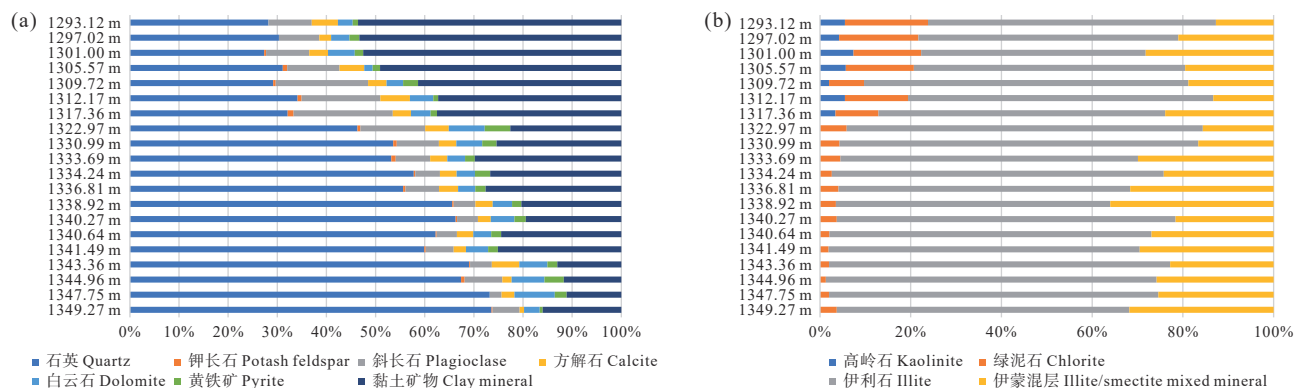 (a)
1293.12 m
1297.02 m
1301.00 m
1305.57 m
1309.72 m
1312.17 m
1317.36 m
1322.97 m
1330.99 m
1333.69 m
1334.24 m
1336.81 m
1338.92 m
1340.27 m
1340.64 m
1341.49 m
1343.36 m
1344.96 m
1347.75 m
1349.27 m
0% 10% 20% 30% 40% 50% 60% 70% 80% 90% 100%
石英 Quartz 钾长石 Potash feldspar 斜长石 Plagioclase 方解石 Calcite
白云石 Dolomite 黄铁矿 Pyrite 黏土矿物 Clay mineral
(b)
1293.12 m
1297.02 m
1301.00 m
1305.57 m
1309.72 m
1312.17 m
1317.36 m
1322.97 m
1330.99 m
1333.69 m
1334.24 m
1336.81 m
1338.92 m
1340.27 m
1340.64 m
1341.49 m
1343.36 m
1344.96 m
1347.75 m
1349.27 m
0% 20% 40% 60% 80% 100%
高岭石 Kaolinite 绿泥石 Chlorite
伊利石 Illite 伊蒙混层 Illite/smectite mixed mineral